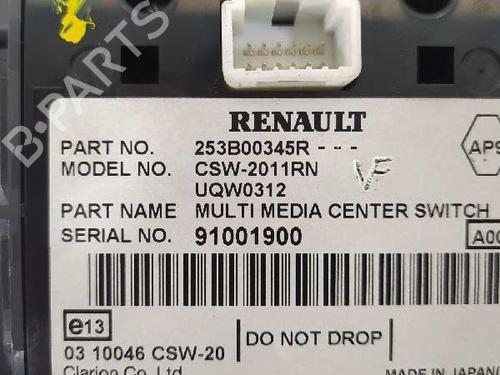 RENAULT
PART NO. 253B00345R - - -
AP9
MODEL NO. CSW-2011RN
UQW0312
VF
PART NAME MULTI MEDIA CENTER SWITCH
SERIAL NO. 91001900
A00
e13
03 10046 CSW-20
DO NOT DROP
Clarion Co. Ltd
MADE IN JAPAN
B-PARTS